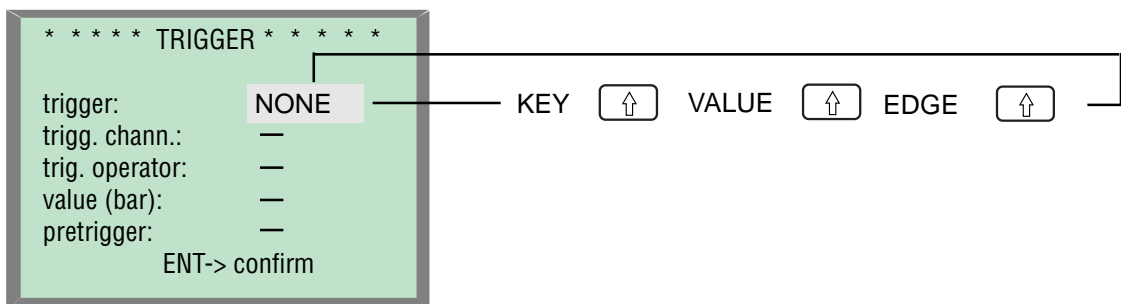 * * * * * TRIGGER * * * * *
trigger: NONE — KEY ⇧ VALUE ⇧ EDGE ⇧
trigg. chann.: —
trig. operator: —
value (bar): —
pretrigger: —
ENT-> confirm